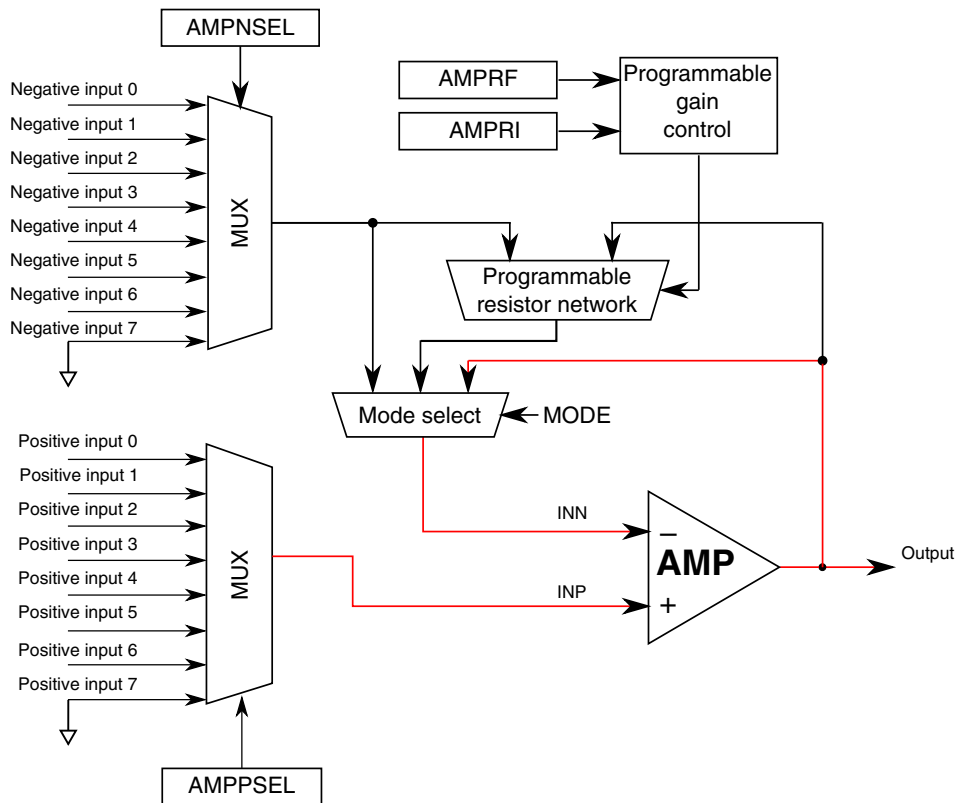 AMPNSEL
Negative input 0
Negative input 1
Negative input 2
Negative input 3
Negative input 4
Negative input 5
Negative input 6
Negative input 7
MUX
AMPRF
AMPRI
Programmable
gain
control
Programmable
resistor network
Mode select
MODE
Positive input 0
Positive input 1
Positive input 2
Positive input 3
Positive input 4
Positive input 5
Positive input 6
Positive input 7
MUX
INN
INP
−
AMP
+
Output
AMPPSEL